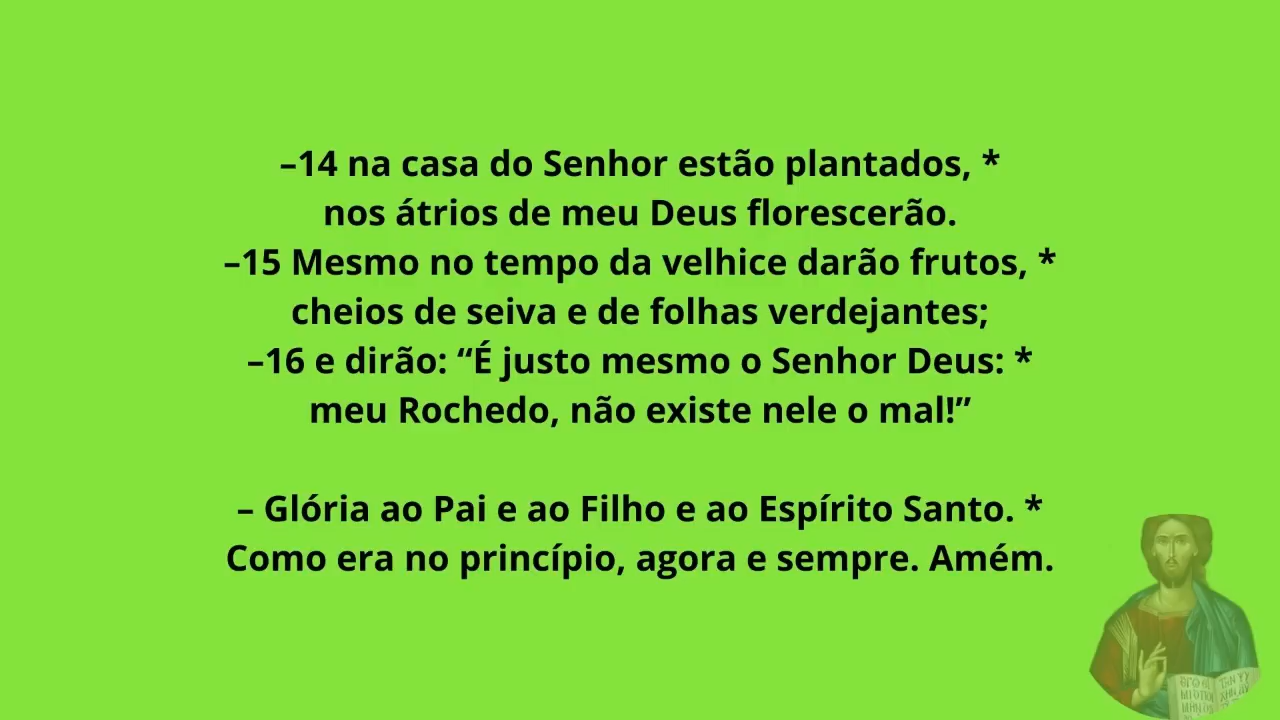 –14 na casa do Senhor estão plantados, *
nos átrios de meu Deus florescerão.
–15 Mesmo no tempo da velhice darão frutos, *
cheios de seiva e de folhas verdejantes;
–16 e dirão: “É justo mesmo o Senhor Deus: *
meu Rochedo, não existe nele o mal!”
– Glória ao Pai e ao Filho e ao Espírito Santo. *
Como era no princípio, agora e sempre. Amém.